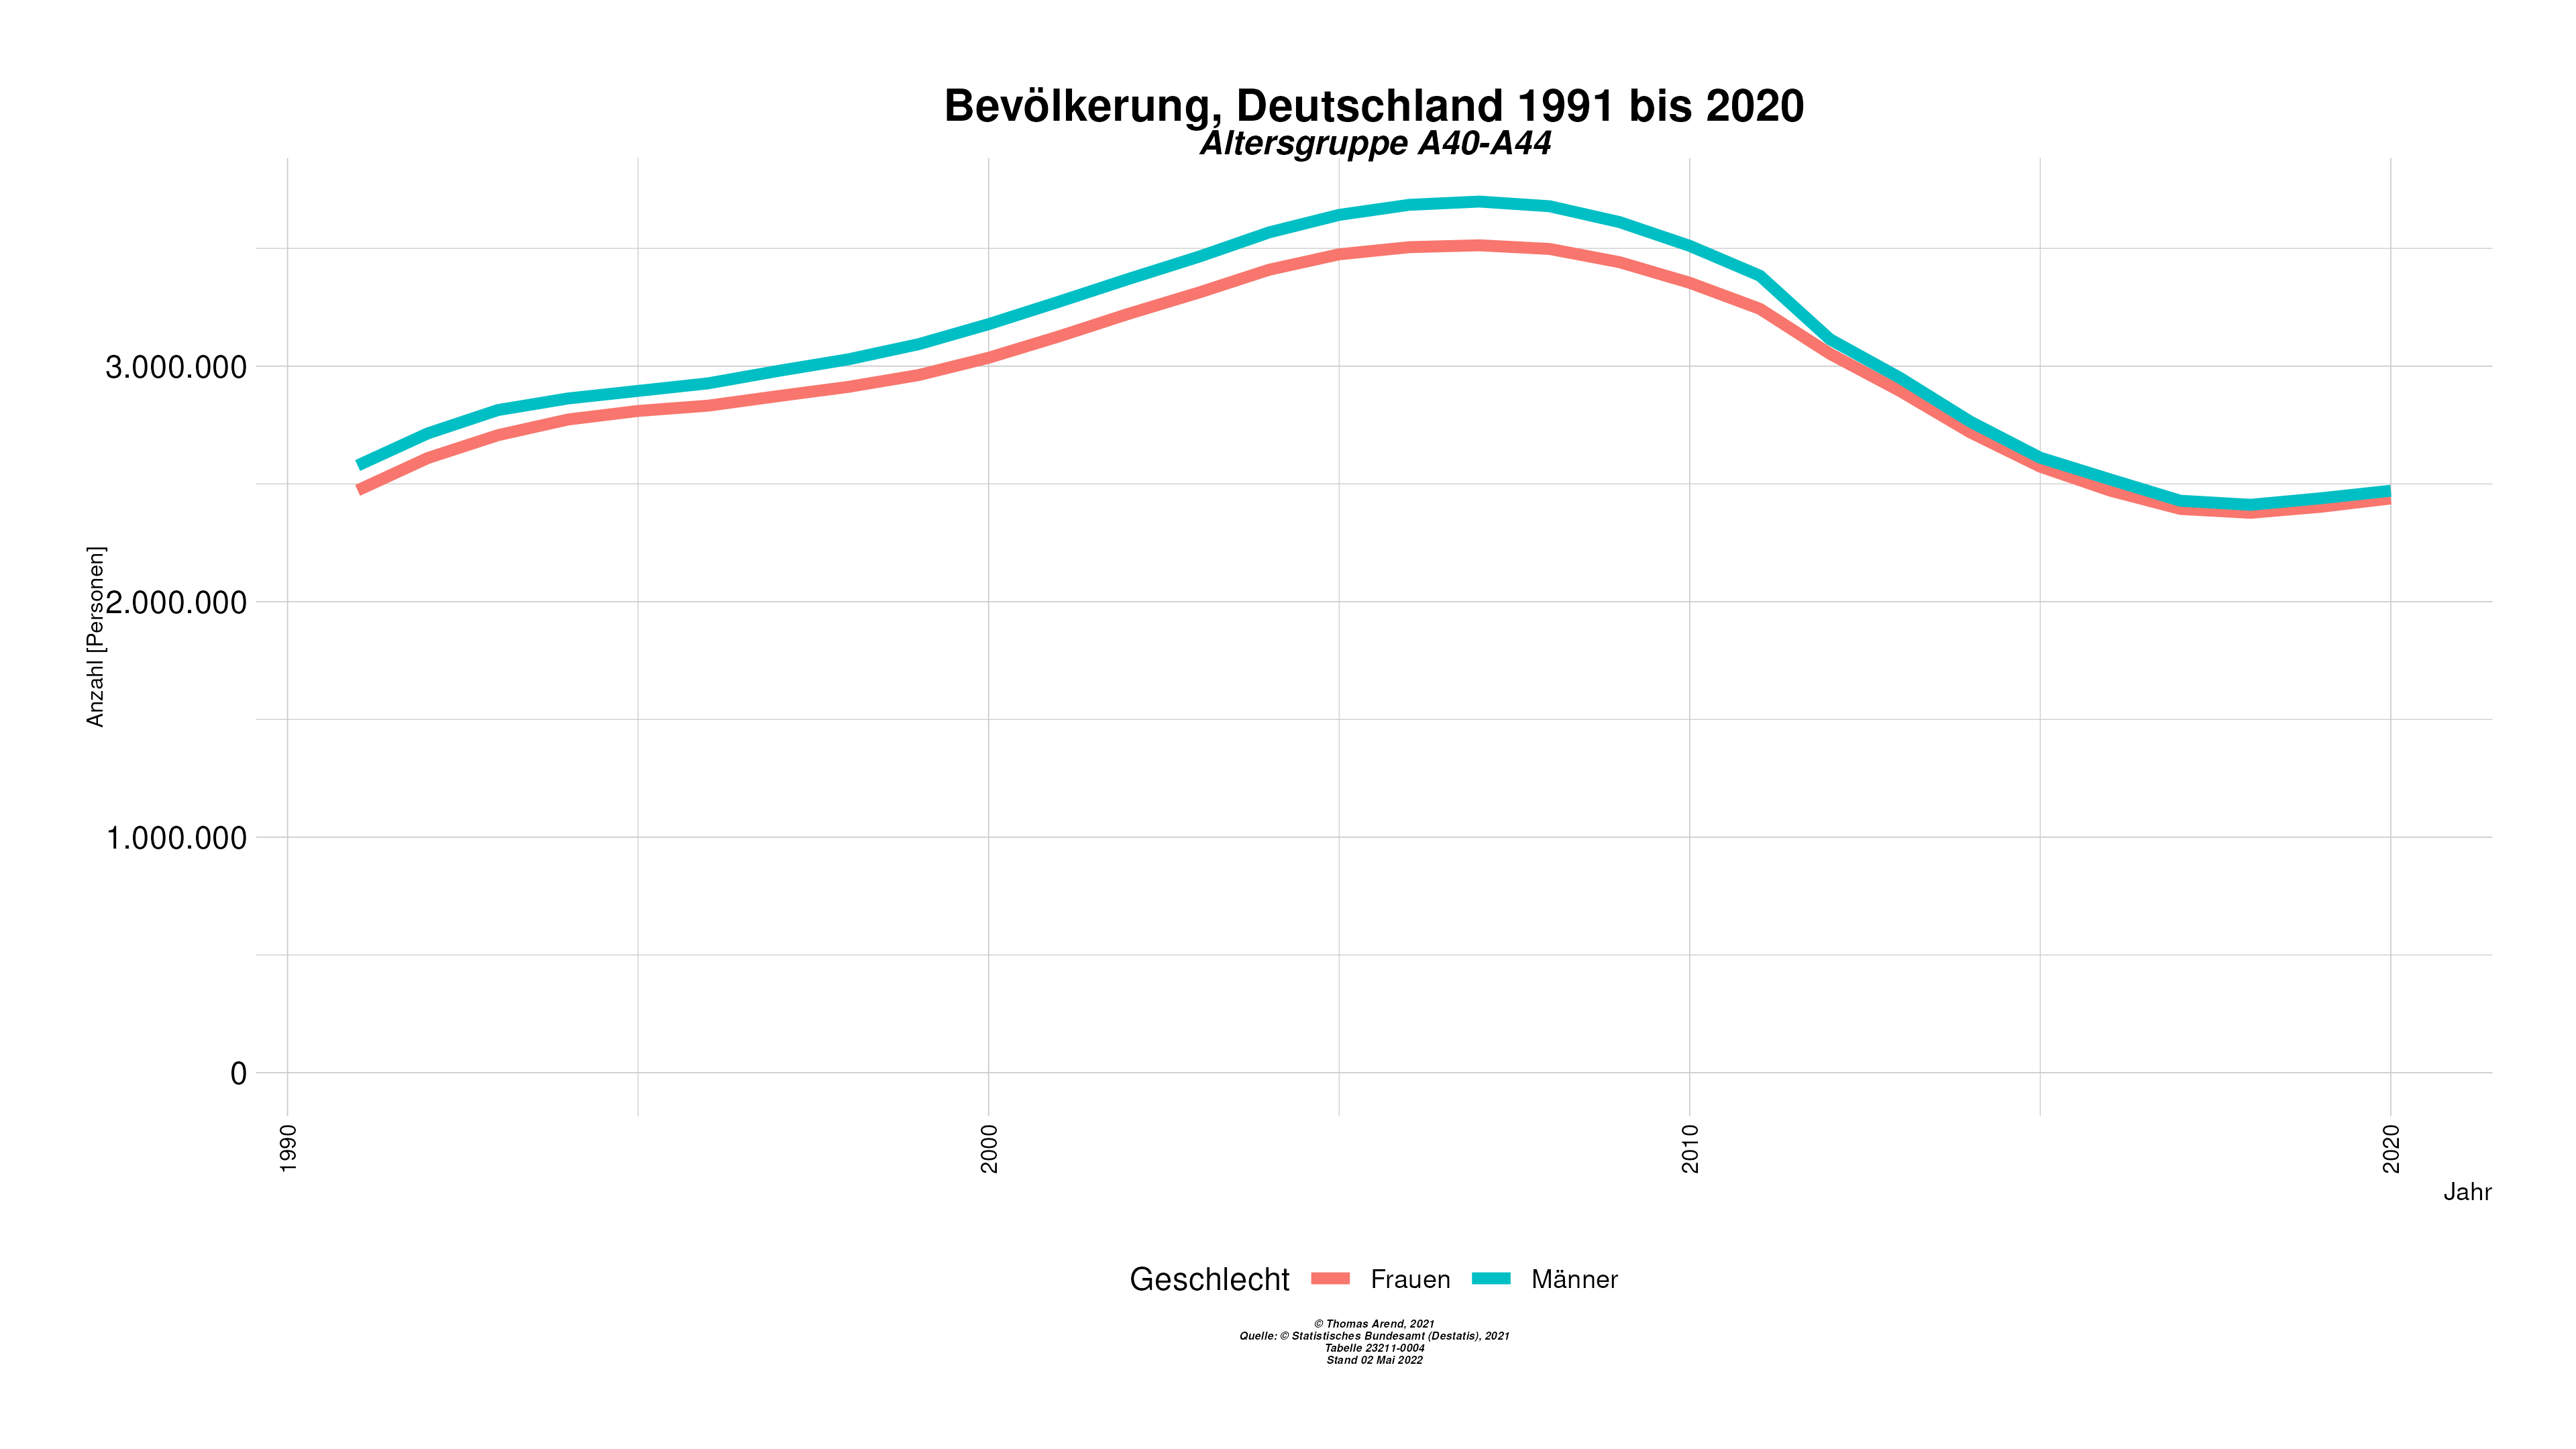 Bevölkerung, Deutschland 1991 bis 2020
Altersgruppe A40-A44
Anzahl [Personen]
3.000.000
2.000.000
1.000.000
0
1990
2000
2010
2020
Jahr
Geschlecht Frauen Männer
© Thomas Arend, 2021
Quelle: © Statistisches Bundesamt (Destatis), 2021
Tabelle 23211-0004
Stand 02 Mai 2022